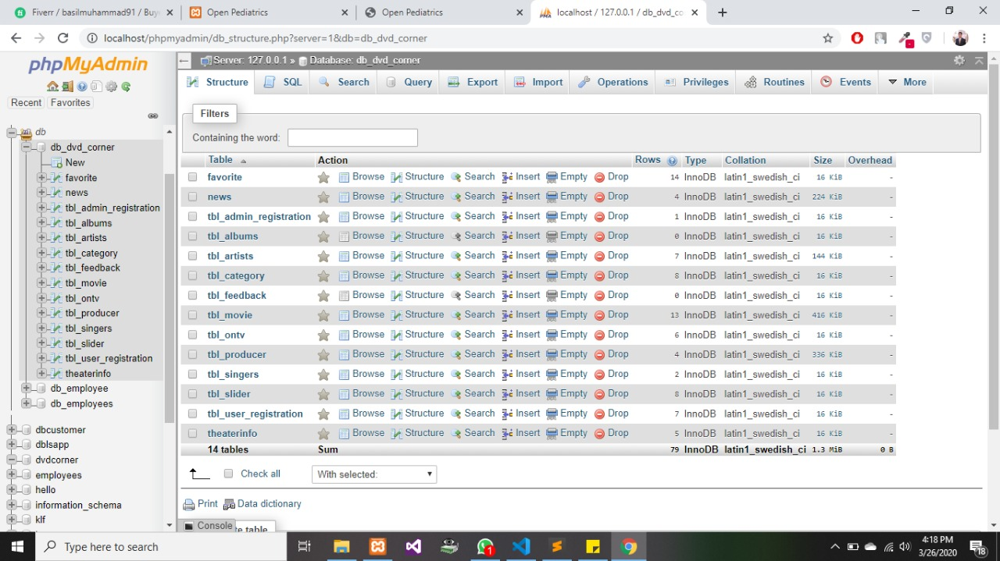 Fiverr / basilmuhammad91 / Buye
Open Pediatrics
Open Pediatrics
localhost / 127.0.0.1 / db_dvd_co
localhost/phpmyadmin/db_structure.php?server=1&db=db_dvd_corner
phpMyAdmin
Recent Favorites
db
db_dvd_corner
New
favorite
news
tbl_admin_registration
tbl_albums
tbl_artists
tbl_category
tbl_feedback
tbl_movie
tbl_ontv
tbl_producer
tbl_singers
tbl_slider
tbl_user_registration
theaterinfo
db_employee
db_employees
dbcustomer
dblsapp
dvdcorner
employees
hello
information_schema
klf
Server: 127.0.0.1 » Database: db_dvd_corner
Structure SQL Search Query Export Import Operations Privileges Routines Events More
Filters
Containing the word:
Table Action Rows Type Collation Size Overhead
favorite Browse Structure Search Insert Empty Drop 14 InnoDB latin1_swedish_ci 16 KiB -
news Browse Structure Search Insert Empty Drop 4 InnoDB latin1_swedish_ci 224 KiB -
tbl_admin_registration Browse Structure Search Insert Empty Drop 1 InnoDB latin1_swedish_ci 16 KiB -
tbl_albums Browse Structure Search Insert Empty Drop 0 InnoDB latin1_swedish_ci 16 KiB -
tbl_artists Browse Structure Search Insert Empty Drop 7 InnoDB latin1_swedish_ci 144 KiB -
tbl_category Browse Structure Search Insert Empty Drop 8 InnoDB latin1_swedish_ci 16 KiB -
tbl_feedback Browse Structure Search Insert Empty Drop 0 InnoDB latin1_swedish_ci 16 KiB -
tbl_movie Browse Structure Search Insert Empty Drop 13 InnoDB latin1_swedish_ci 416 KiB -
tbl_ontv Browse Structure Search Insert Empty Drop 6 InnoDB latin1_swedish_ci 16 KiB -
tbl_producer Browse Structure Search Insert Empty Drop 4 InnoDB latin1_swedish_ci 336 KiB -
tbl_singers Browse Structure Search Insert Empty Drop 2 InnoDB latin1_swedish_ci 16 KiB -
tbl_slider Browse Structure Search Insert Empty Drop 8 InnoDB latin1_swedish_ci 16 KiB -
tbl_user_registration Browse Structure Search Insert Empty Drop 7 InnoDB latin1_swedish_ci 16 KiB -
theaterinfo Browse Structure Search Insert Empty Drop 5 InnoDB latin1_swedish_ci 16 KiB -
14 tables Sum 79 InnoDB latin1_swedish_ci 1.3 MiB 0 B
Check all With selected:
Print Data dictionary
Console
te table
Type here to search
1
4:18 PM
3/26/2020
18